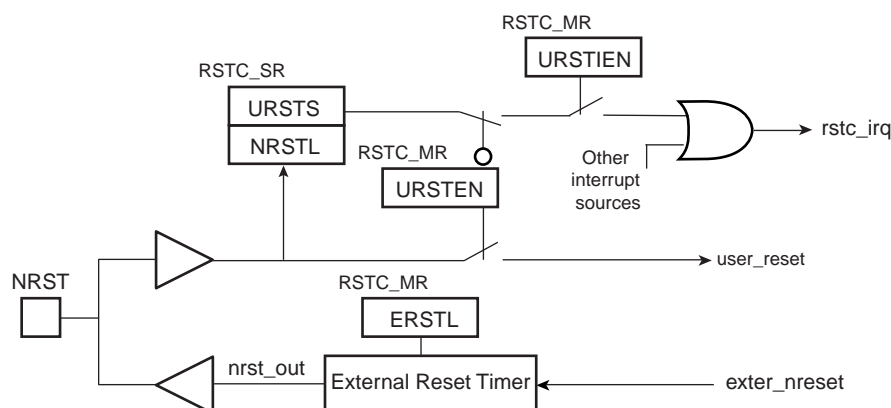 RSTC_MR
URSTIEN
RSTC_SR
URSTS
NRSTL
rstc_irq
RSTC_MR
Other
interrupt
sources
URSTEN
user_reset
NRST
RSTC_MR
ERSTL
nrst_out
External Reset Timer
exter_nreset